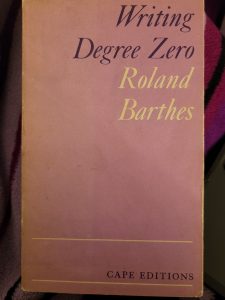 Writing
Degree Zero
Roland
Barthes
CAPE EDITIONS